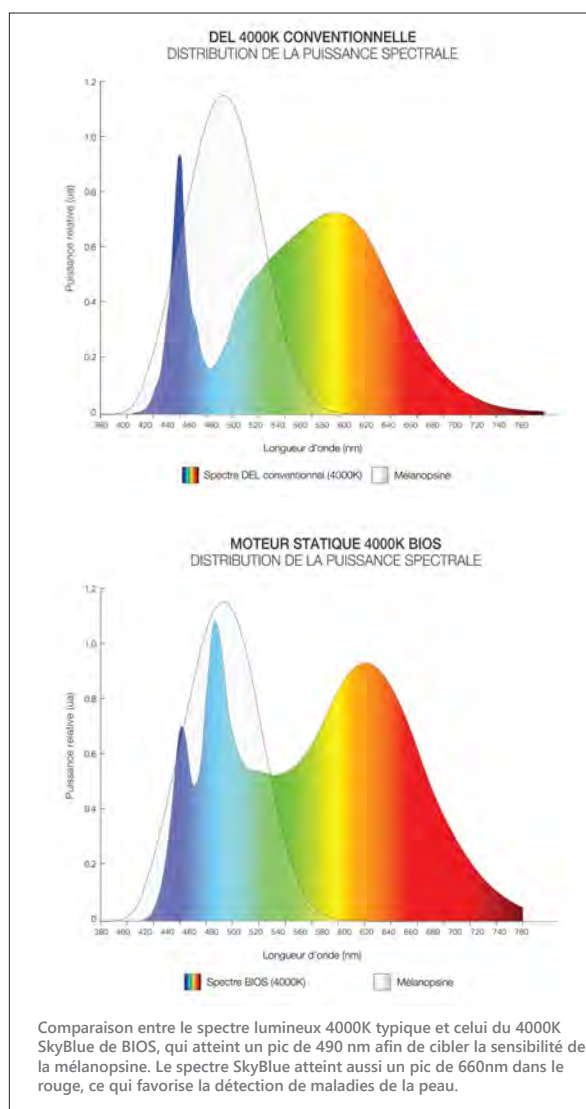 DEL 4000K CONVENTIONNELLE
DISTRIBUTION DE LA PUISSANCE SPECTRALE
1.2
1.0
0.8
0.6
0.4
0.2
0
Puissance relative (ua)
380 400 420 440 460 480 500 520 540 560 580 600 620 640 660 680 700 720 740 760
Longueur d'onde (nm)
Spectre DEL conventionnel (4000K) Mélanopsine
MOTEUR STATIQUE 4000K BIOS
DISTRIBUTION DE LA PUISSANCE SPECTRALE
1.2
1.0
0.8
0.6
0.4
0.2
0
Puissance relative (ua)
380 400 420 440 460 480 500 520 540 560 580 600 620 640 660 680 700 720 740 760
Longueur d'onde (nm)
Spectre BIOS (4000K) Mélanopsine
Comparaison entre le spectre lumineux 4000K typique et celui du 4000K
SkyBlue de BIOS, qui atteint un pic de 490 nm afin de cibler la sensibilité de
la mélanopsine. Le spectre SkyBlue atteint aussi un pic de 660nm dans le
rouge, ce qui favorise la détection de maladies de la peau.